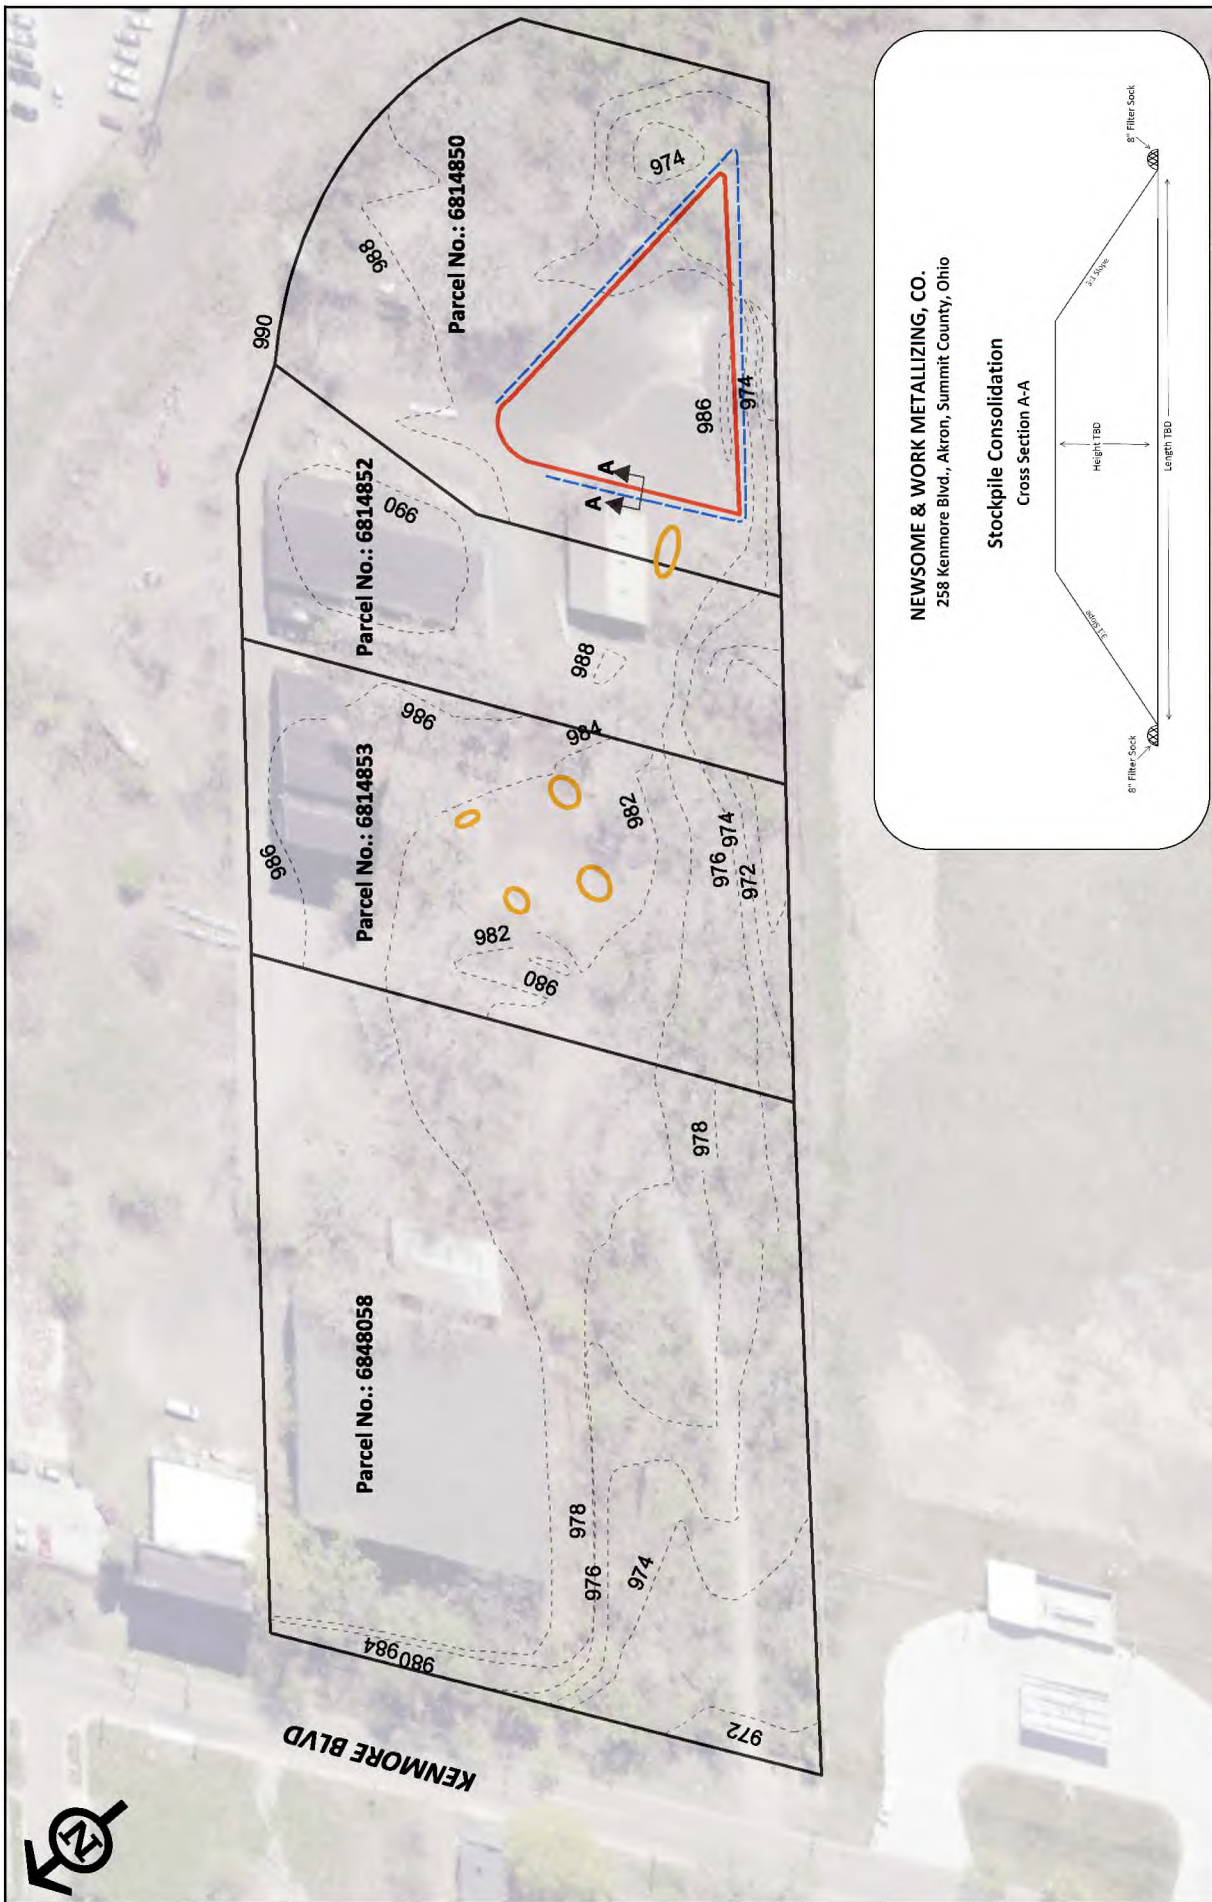 N
KENMORE BLVD
Parcel No.: 6848058
Parcel No.: 6814853
Parcel No.: 6814852
Parcel No.: 6814850
990
988
990
986
986
984
988
982
982
980
974
986
974
976
974
972
978
978
976
974
980
984
972
A
A
NEWSOME & WORK METALLIZING, CO.
258 Kenmore Blvd., Akron, Summit County, Ohio
Stockpile Consolidation
Cross Section A-A
8" Filter Sock
3:1 Slope
Height TBD
Length TBD
3:1 Slope
8" Filter Sock